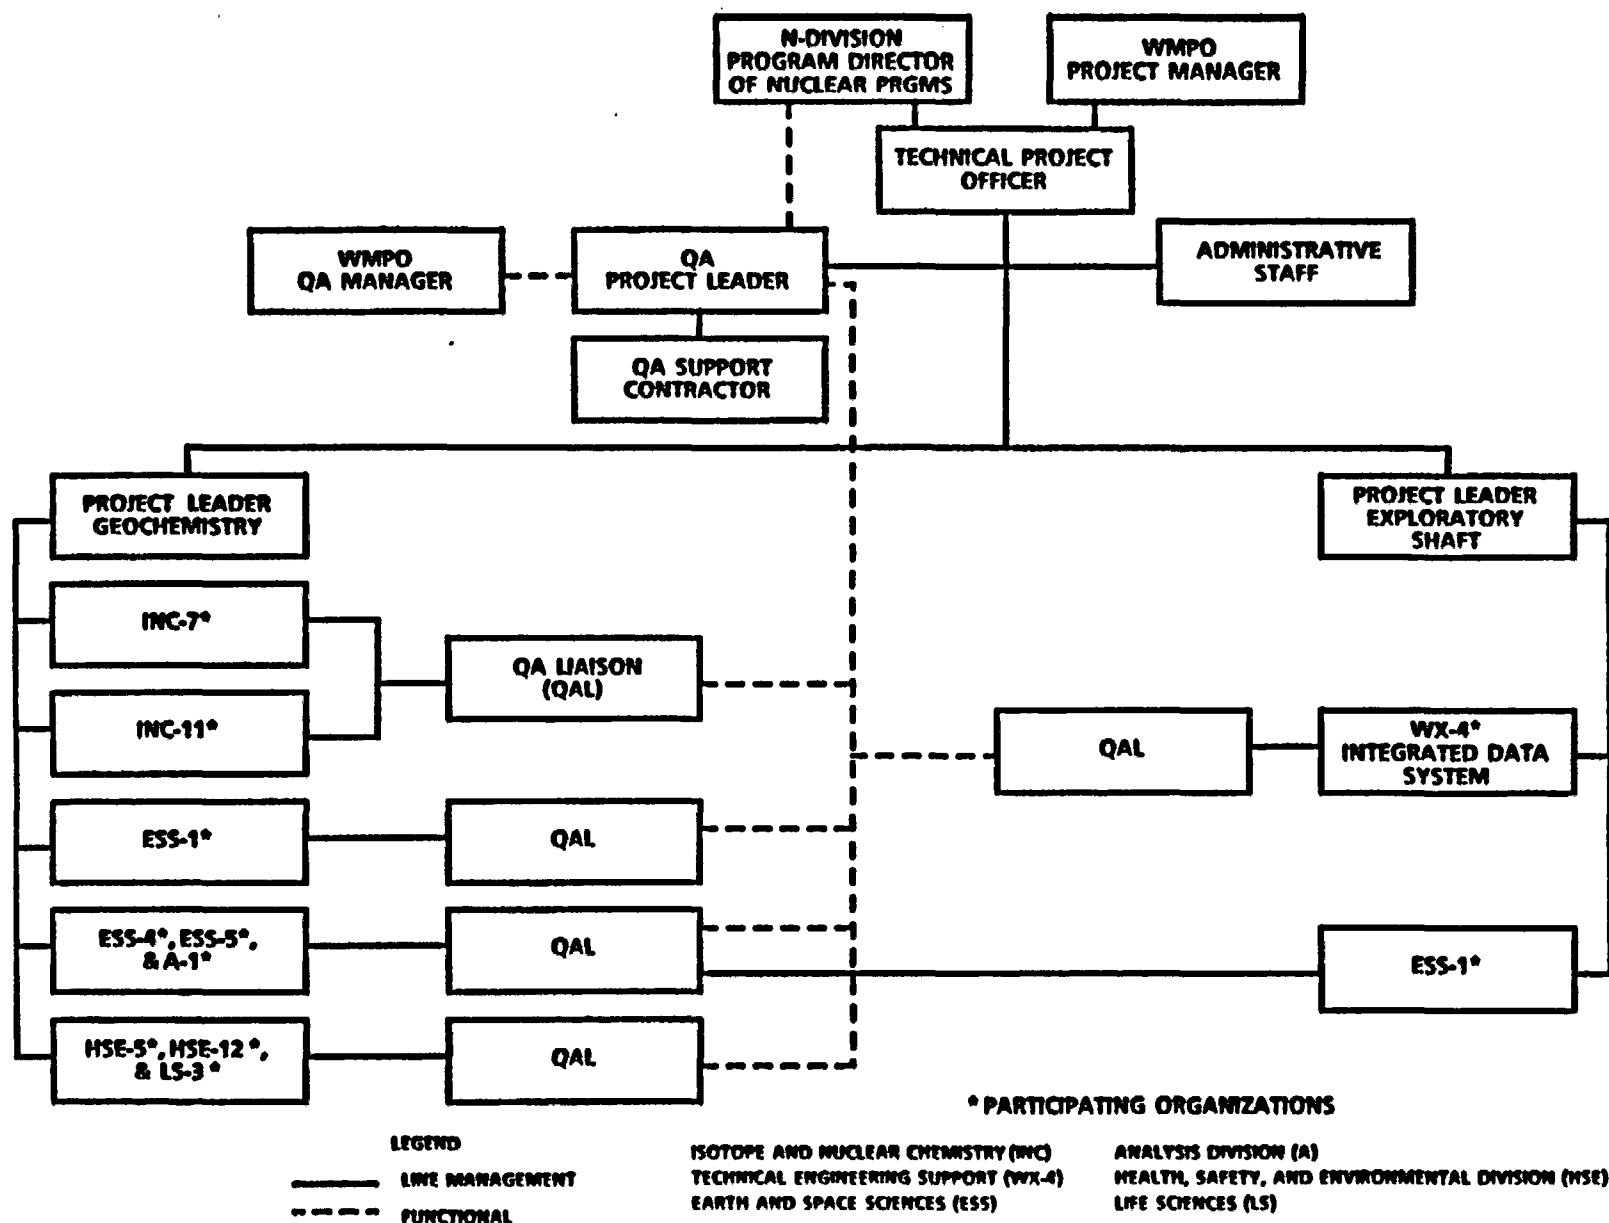 N-DIVISION
PROGRAM DIRECTOR
OF NUCLEAR PRGMS
WMPO
PROJECT MANAGER
TECHNICAL PROJECT
OFFICER
WMPO
QA MANAGER
QA
PROJECT LEADER
ADMINISTRATIVE
STAFF
QA SUPPORT
CONTRACTOR
PROJECT LEADER
GEOCHEMISTRY
PROJECT LEADER
EXPLORATORY
SHAFT
INC-7*
QA LIAISON
(QAL)
INC-11*
QAL
WX-4*
INTEGRATED DATA
SYSTEM
ESS-1*
QAL
ESS-4*, ESS-5*,
& A-1*
QAL
ESS-1*
HSE-5*, HSE-12*,
& LS-3*
QAL
* PARTICIPATING ORGANIZATIONS
LEGEND
LINE MANAGEMENT
FUNCTIONAL
ISOTOPE AND NUCLEAR CHEMISTRY (INC)
TECHNICAL ENGINEERING SUPPORT (WX-4)
EARTH AND SPACE SCIENCES (ESS)
ANALYSIS DIVISION (A)
HEALTH, SAFETY, AND ENVIRONMENTAL DIVISION (HSE)
LIFE SCIENCES (LS)